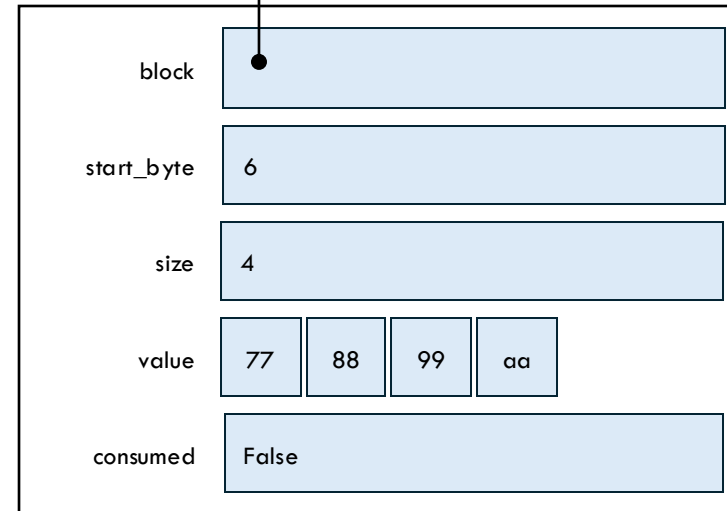 block
start_byte 6
size 4
value 77 88 99 aa
consumed False